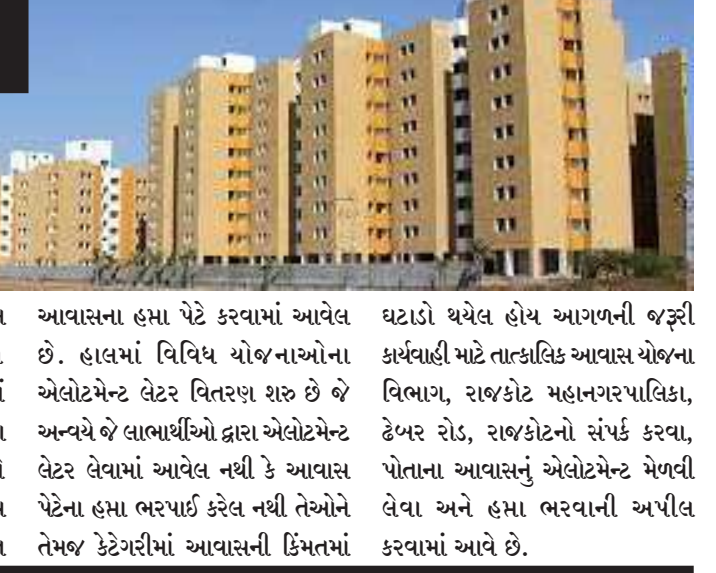 આવાસના હપ્તા પેટે કરવામાં આવેલ
છે. હાલમાં વિવિધ યોજનાઓના
એલોટમેન્ટ લેટર વિતરણ શરુ છે જે
અન્વયે જે લાભાર્થીઓ દ્વારા એલોટમેન્ટ
લેટર લેવામાં આવેલ નથી કે આવાસ
પેટેના હપ્તા ભરપાઈ કરેલ નથી તેઓને
તેમજ કેટેગરીમાં આવાસની કિંમતમાં
ઘટાડો થયેલ હોય આગળની જરૂરી
કાર્યવાહી માટે તાત્કાલિક આવાસ યોજના
વિભાગ, રાજકોટ મહાનગરપાલિકા,
ઢેબર રોડ, રાજકોટનો સંપર્ક કરવા,
પોતાના આવાસનું એલોટમેન્ટ મેળવી
લેવા અને હપ્તા ભરવાની અપીલ
કરવામાં આવે છે.